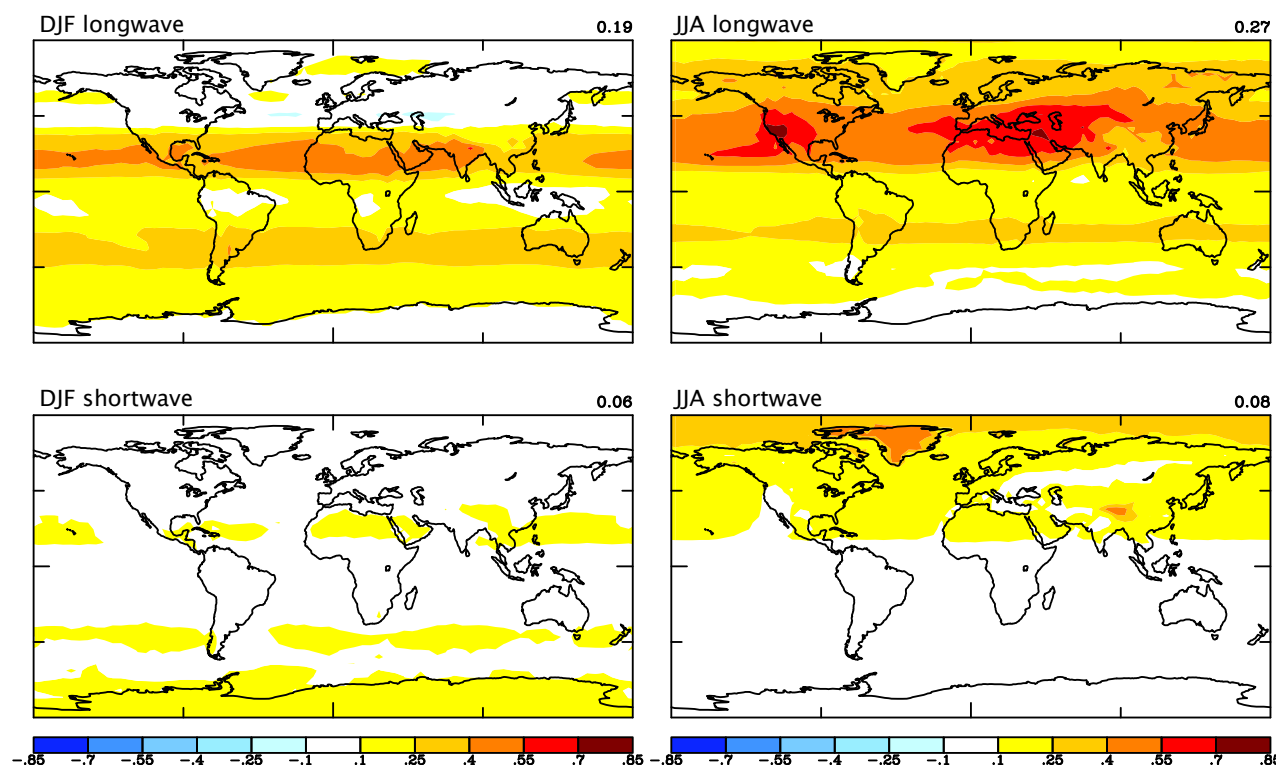 DJF longwave 0.19
JJA longwave 0.27
DJF shortwave 0.06
JJA shortwave 0.08
-.85 -.7 -.55 -.4 -.25 -.1 .1 .25 .4 .55 .7 .85
-.85 -.7 -.55 -.4 -.25 -.1 .1 .25 .4 .55 .7